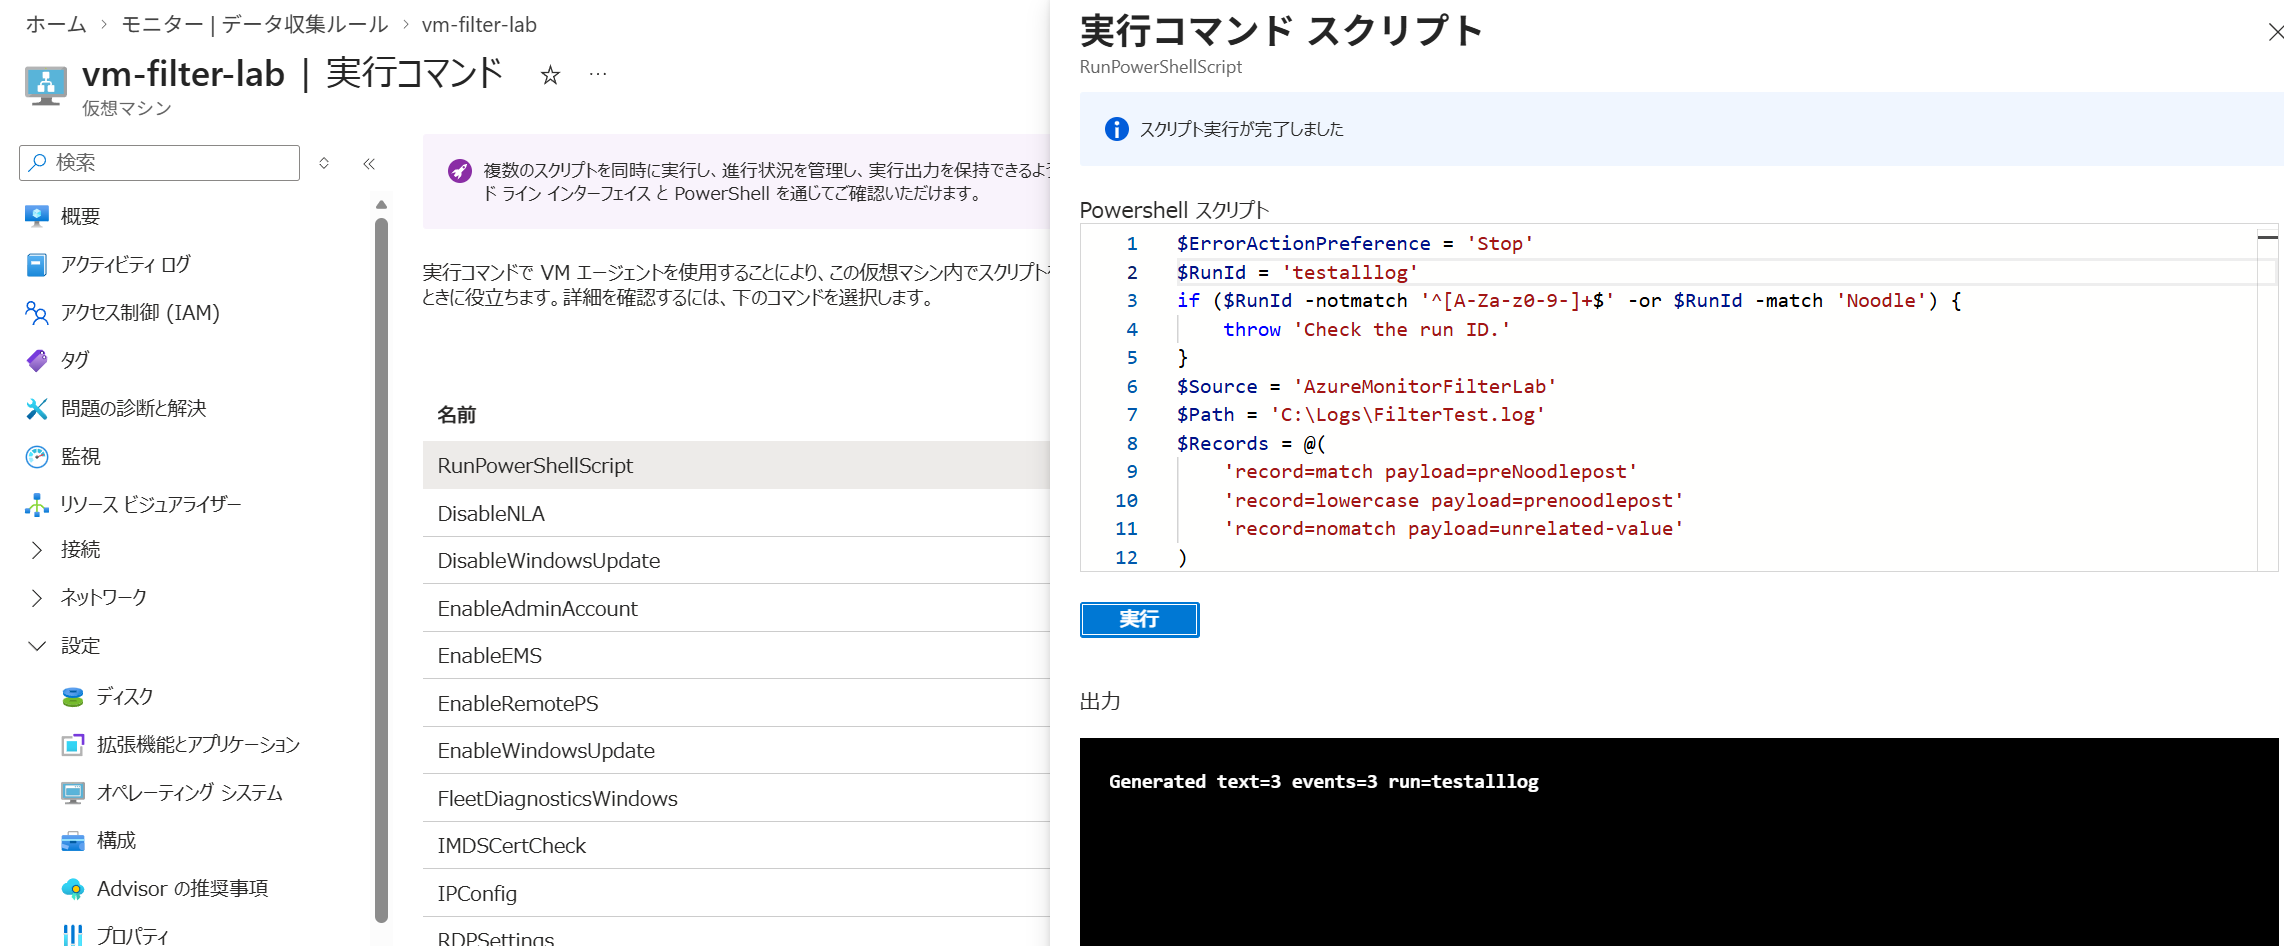 ホーム > モニター | データ収集ルール > vm-filter-lab
vm-filter-lab | 実行コマンド ☆ …
仮想マシン
検索
概要
アクティビティ ログ
アクセス制御 (IAM)
タグ
問題の診断と解決
監視
リソース ビジュアライザー
接続
ネットワーク
設定
ディスク
拡張機能とアプリケーション
オペレーティング システム
構成
Advisor の推奨事項
プロパティ
複数のスクリプトを同時に実行し、進行状況を管理し、実行出力を保持できるよ
ド ライン インターフェイス と PowerShell を通じてご確認いただけます。
実行コマンドで VM エージェントを使用することにより、この仮想マシン内でスクリプト
ときに役立ちます。詳細を確認するには、下のコマンドを選択します。
名前
RunPowerShellScript
DisableNLA
DisableWindowsUpdate
EnableAdminAccount
EnableEMS
EnableRemotePS
EnableWindowsUpdate
FleetDiagnosticsWindows
IMDSCertCheck
IPConfig
RDPSettings
実行コマンド スクリプト
RunPowerShellScript
スクリプト実行が完了しました
Powershell スクリプト
1 $ErrorActionPreference = 'Stop'
2 $RunId = 'testalllog'
3 if ($RunId -notmatch '^[A-Za-z0-9-]+$' -or $RunId -match 'Noodle') {
4 throw 'Check the run ID.'
5 }
6 $Source = 'AzureMonitorFilterLab'
7 $Path = 'C:\Logs\FilterTest.log'
8 $Records = @(
9 'record=match payload=preNoodlepost'
10 'record=lowercase payload=prenoodlepost'
11 'record=nomatch payload=unrelated-value'
12 )
実行
出力
Generated text=3 events=3 run=testalllog